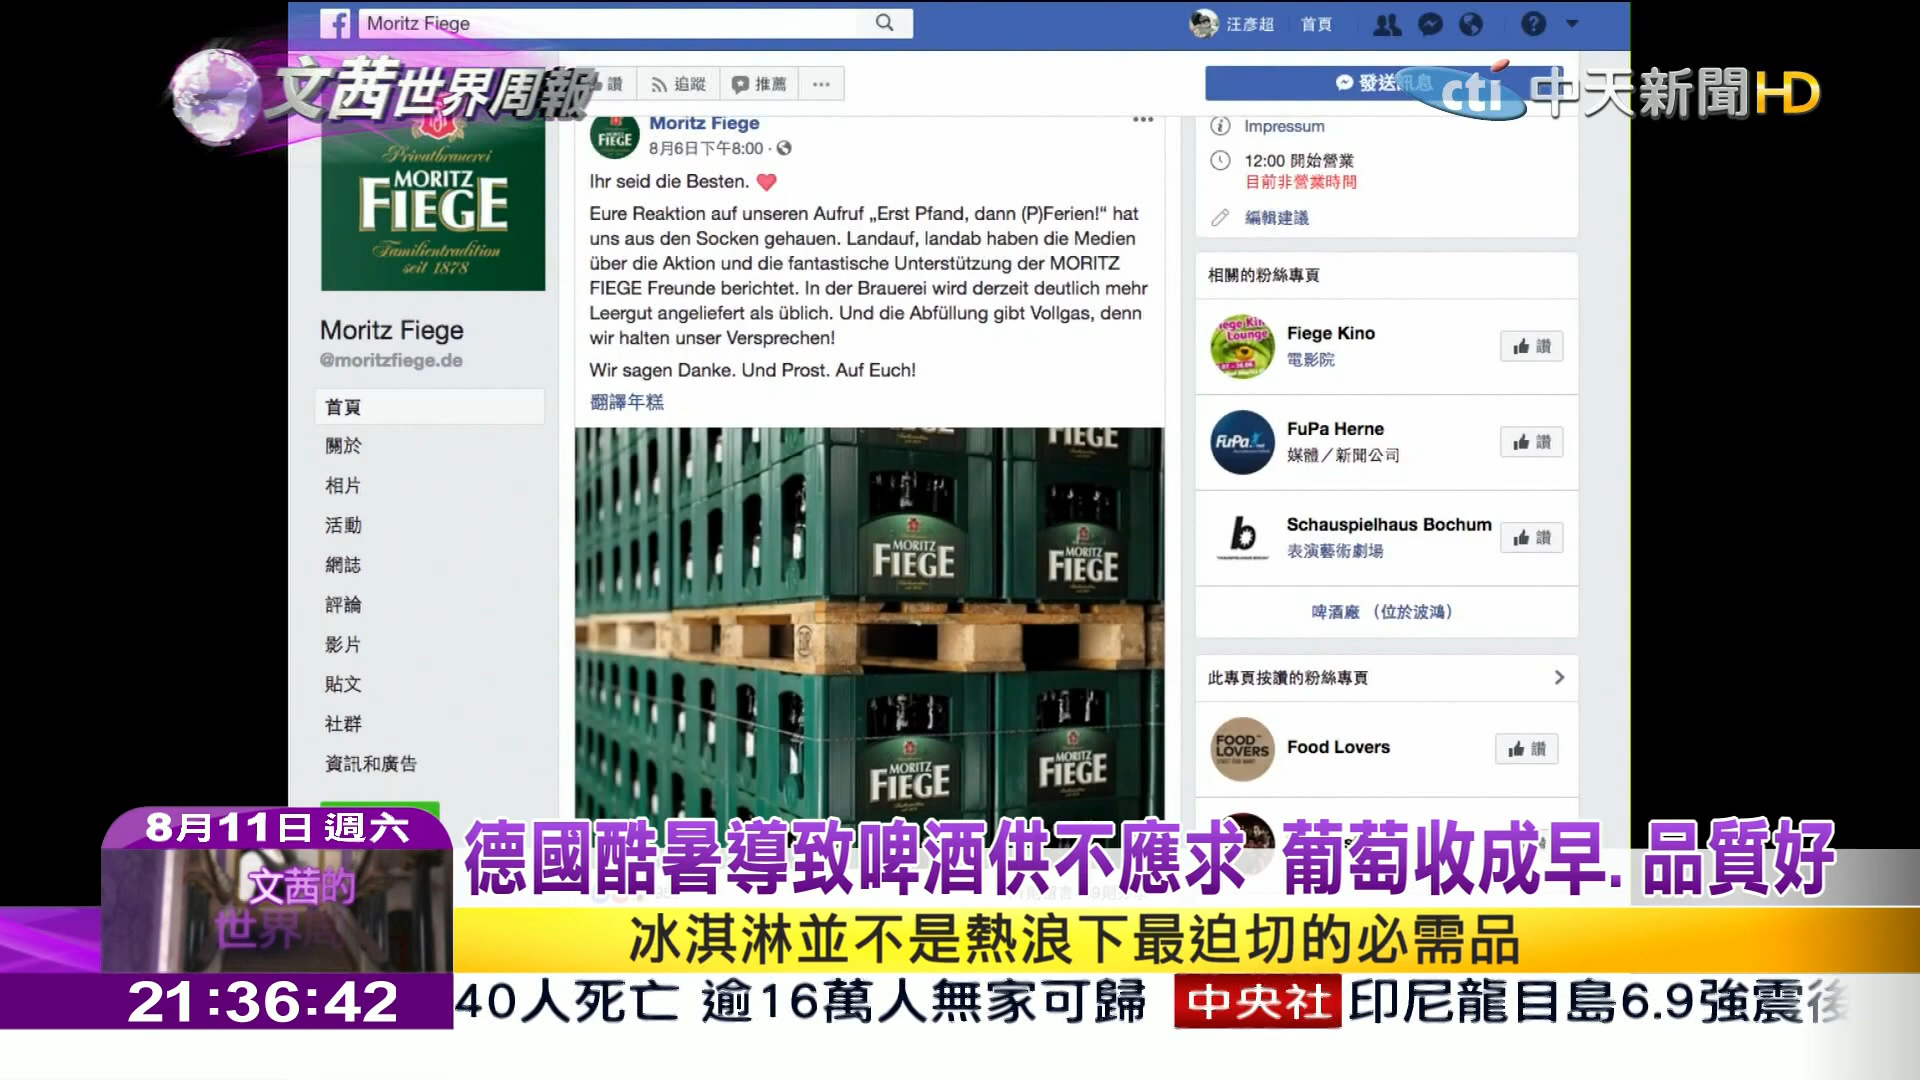 Moritz Fiege
汪彥超
首頁
文茜世界周報
讚
追蹤
推薦
發送訊息
cti 中天新聞HD
Privatbrauerei
MORITZ
FIEGE
Familientradition
seit 1878
Moritz Fiege
@moritzfiege.de
首頁
關於
相片
活動
網誌
評論
影片
貼文
社群
資訊和廣告
FIEGE
Moritz Fiege
8月6日下午8:00
Ihr seid die Besten.
Eure Reaktion auf unseren Aufruf „Erst Pfand, dann (P)Ferien!“ hat
uns aus den Socken gehauen. Landauf, landab haben die Medien
über die Aktion und die fantastische Unterstützung der MORITZ
FIEGE Freunde berichtet. In der Brauerei wird derzeit deutlich mehr
Leergut angeliefert als üblich. Und die Abfüllung gibt Vollgas, denn
wir halten unser Versprechen!
Wir sagen Danke. Und Prost. Auf Euch!
翻譯年糕
FIEGE
MORITZ
FIEGE
MORITZ
FIEGE
MORITZ
FIEGE
MORITZ
FIEGE
Impressum
12:00 開始營業
目前非營業時間
編輯建議
相關的粉絲專頁
Fiege Kino
電影院
讚
FuPa Herne
媒體／新聞公司
讚
Schauspielhaus Bochum
表演藝術劇場
讚
啤酒廠 （位於波鴻）
此專頁按讚的粉絲專頁
FOOD
LOVERS
Food Lovers
讚
8月11日 週六
文茜的
世界周
德國酷暑導致啤酒供不應求 葡萄收成早.品質好
冰淇淋並不是熱浪下最迫切的必需品
21:36:42
40人死亡 逾16萬人無家可歸 中央社 印尼龍目島6.9強震後